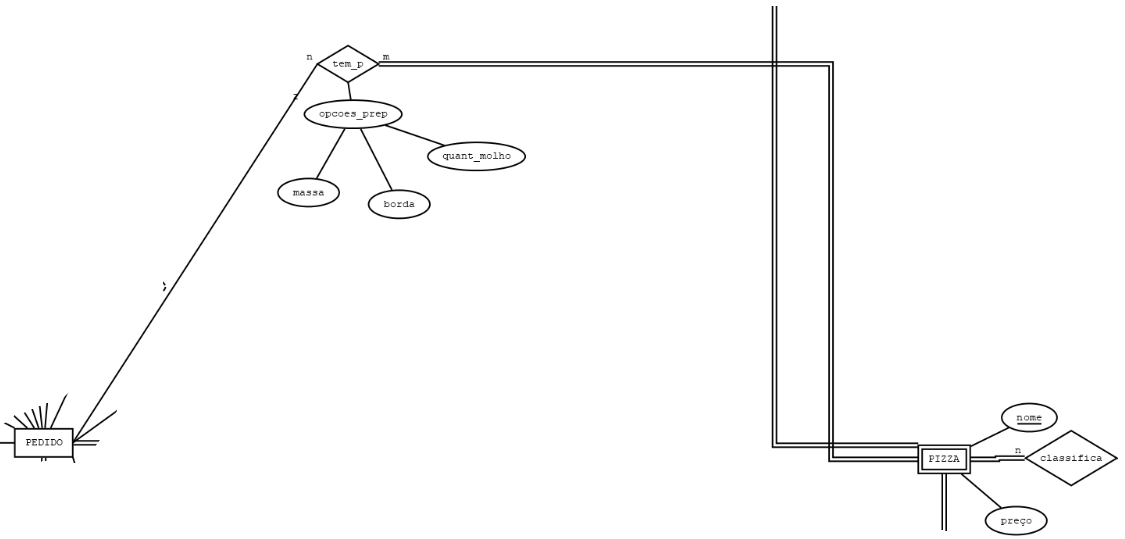 n
tem_p
m
opcoes_prep
quant_molho
massa
borda
nome
PEDIDO
n
PIZZA
classifica
preço